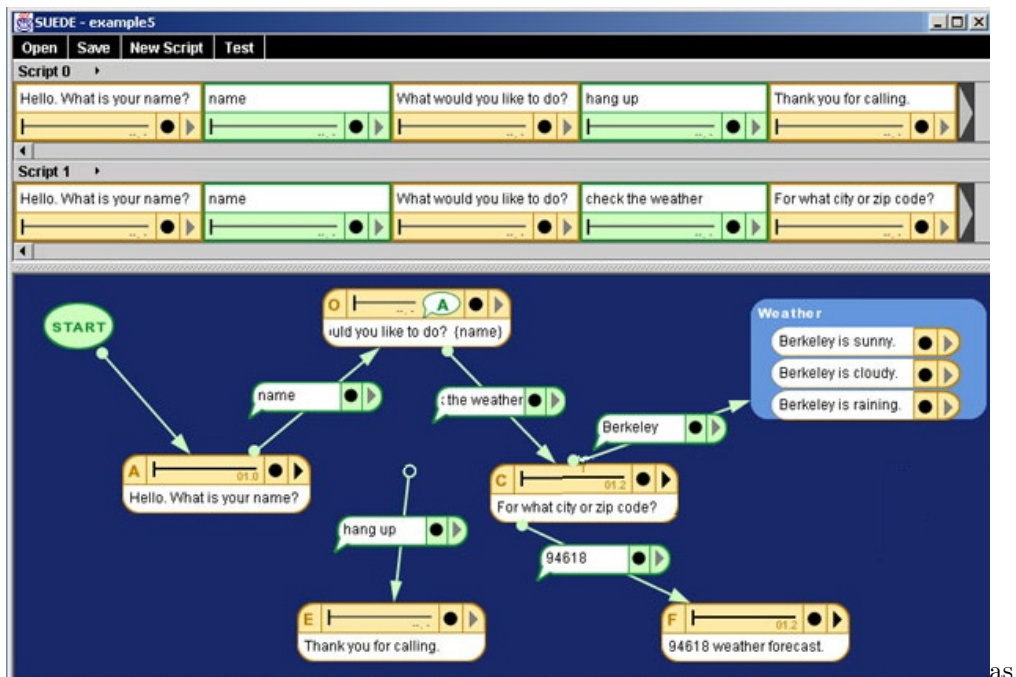 SUEDE - example5
Open Save New Script Test
Script 0
Hello. What is your name? name What would you like to do? hang up Thank you for calling.
--.- --.- --.- --.- --.-
Script 1
Hello. What is your name? name What would you like to do? check the weather For what city or zip code?
--.- --.- --.- --.- --.-
O --.- A
uld you like to do? (name)
START
Weather
Berkeley is sunny.
Berkeley is cloudy.
Berkeley is raining.
name
the weather
Berkeley
A 01.0
Hello. What is your name?
C 01.2
For what city or zip code?
hang up
94618
E --.-
Thank you for calling.
F 01.2
94618 weather forecast.
as